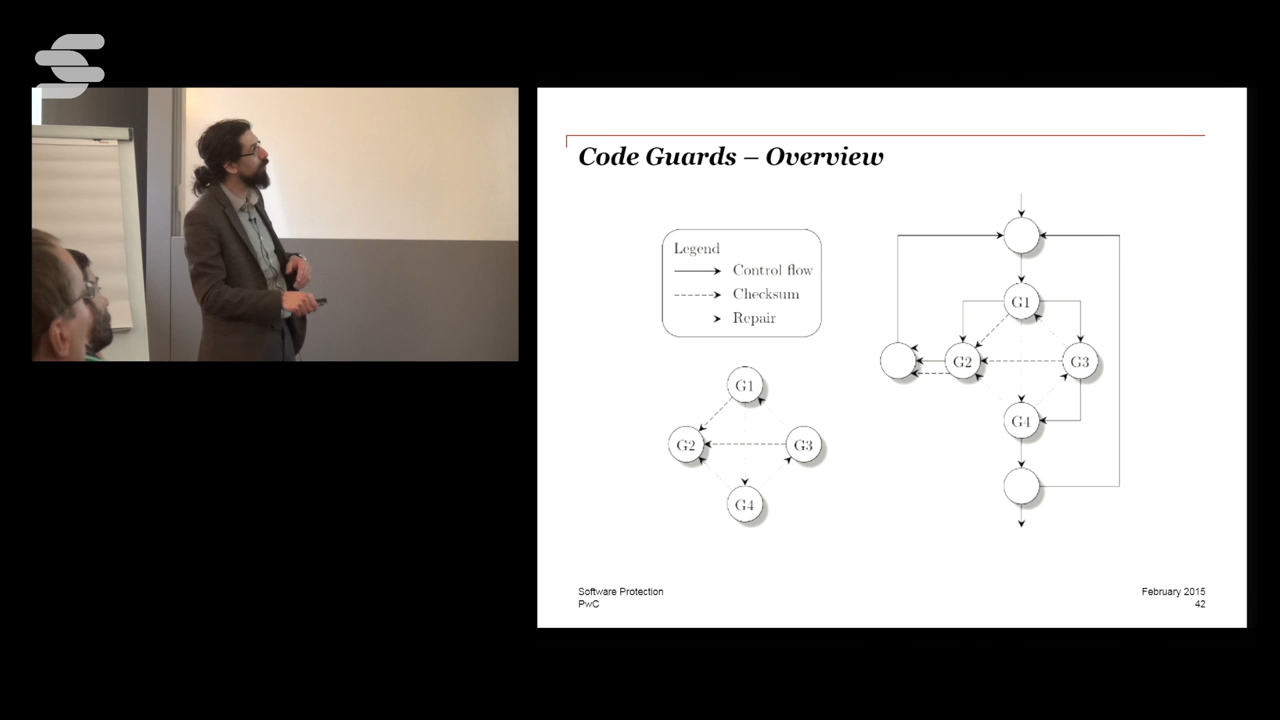 Code Guards – Overview
Legend
Control flow
Checksum
Repair
G1
G2
G3
G4
G1
G2
G3
G4
Software Protection
PwC
February 2015
42